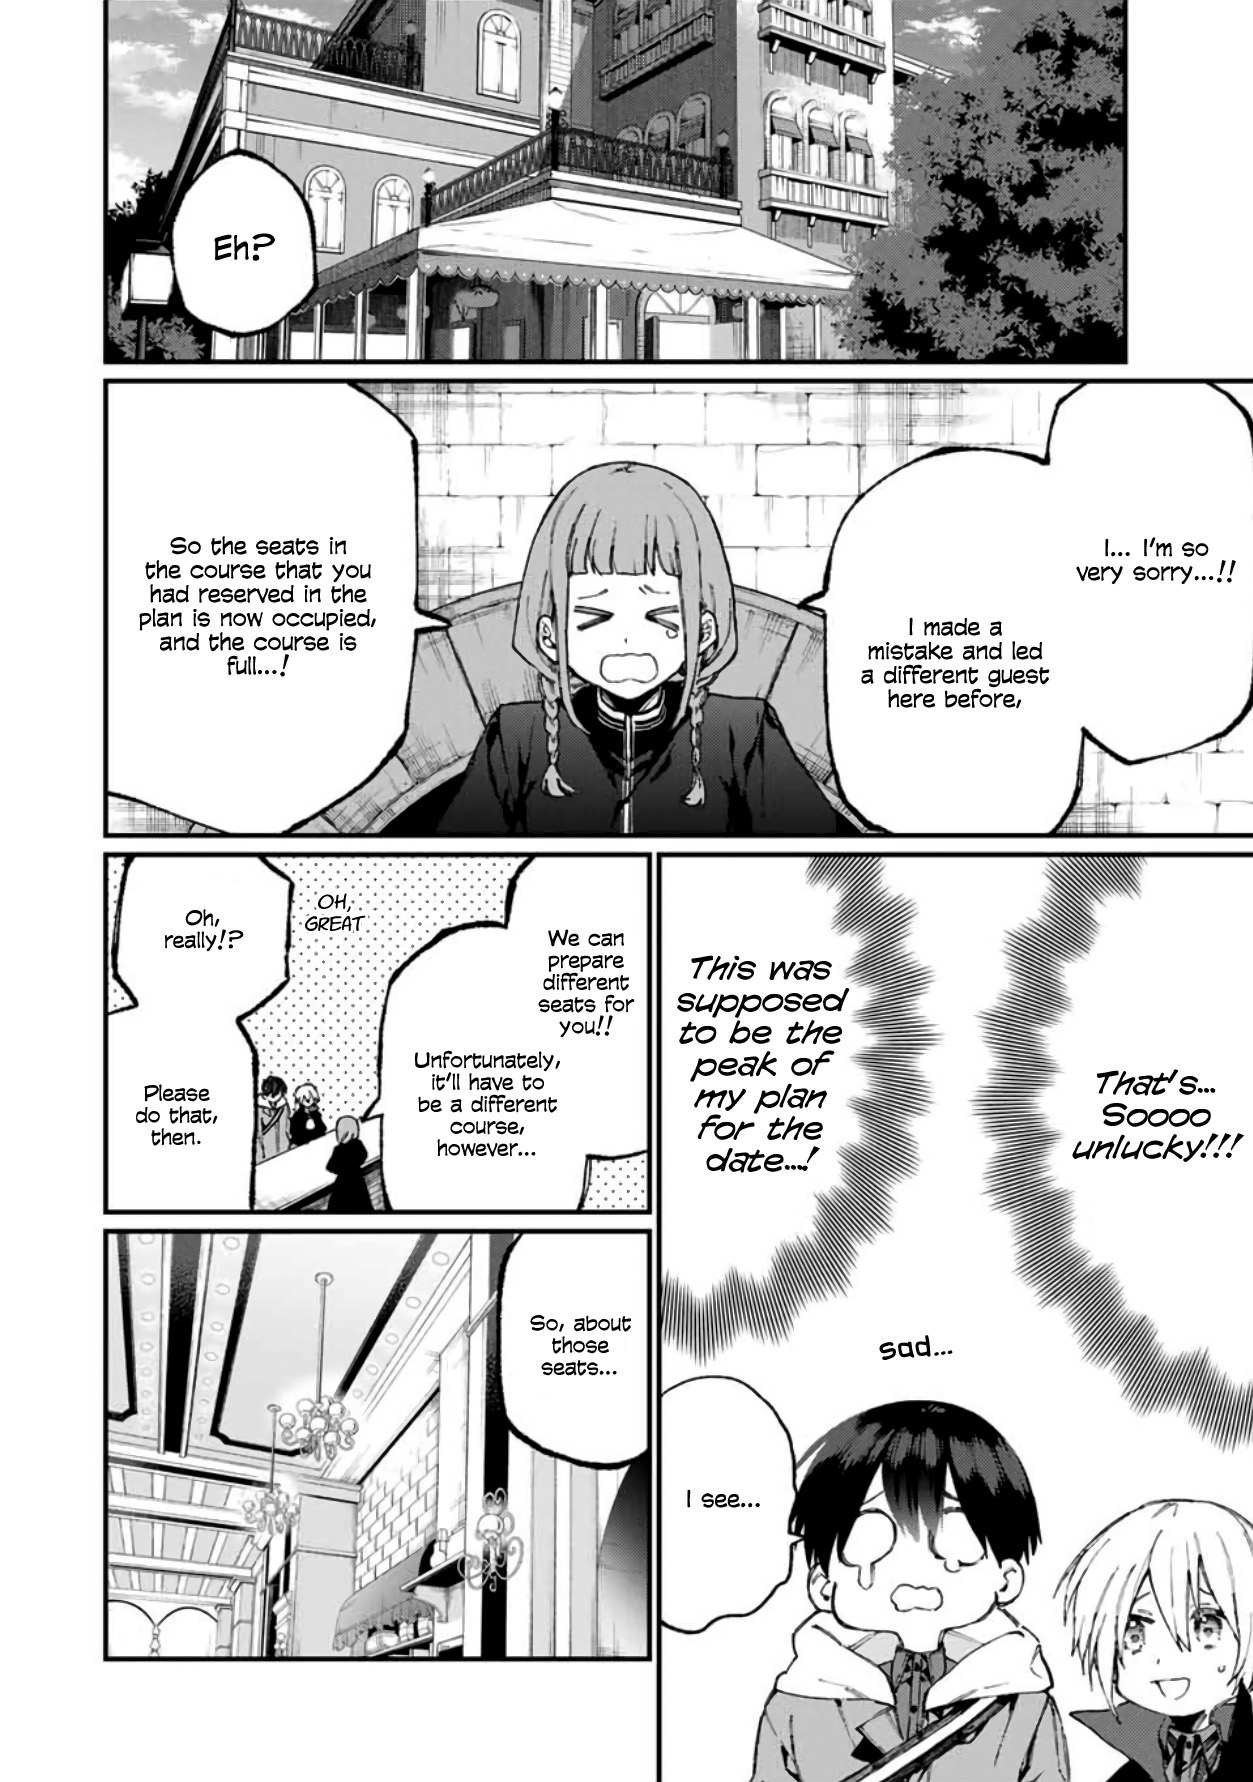 Eh?
I... I'm so
very sorry...!!
I made a
mistake and led
a different guest
here before,
So the seats in
the course that you
had reserved in the
plan is now occupied,
and the course is
full...!
That's...
Soooo
unlucky!!!
This was
supposed
to be the
peak of
my plan
for the
date...!
sad...
I see...
We can
prepare
different
seats for
you!!
Unfortunately,
it'll have to
be a different
course,
however...
OH,
GREAT
Oh,
really!?
Please
do that,
then.
So, about
those
seats...